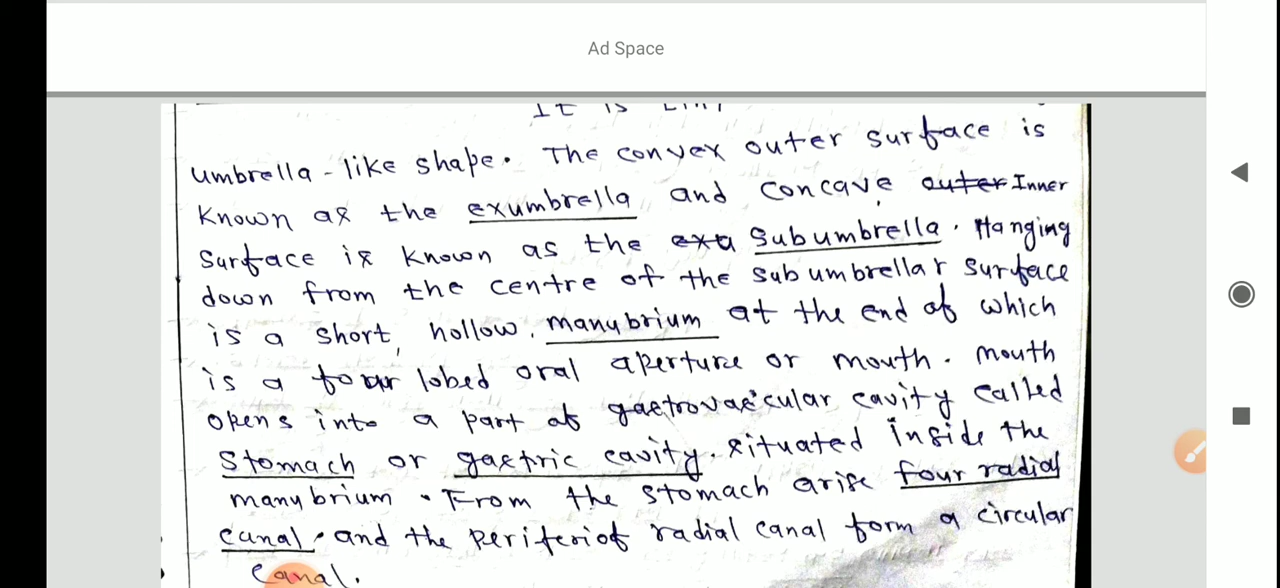 Ad Space
It is
umbrella-like shape. The convex outer surface is
known as the exumbrella and concave outer Inner
surface is known as the exa subumbrella. Hanging
down from the centre of the subumbrellar surface
is a short, hollow, manubrium at the end of which
is a four lobed oral aperture or mouth. mouth
opens into a part of gastrovascular cavity called
stomach or gastric cavity. situated inside the
manubrium. From the stomach arise four radial
canal. and the periferiof radial canal form a circular
canal.